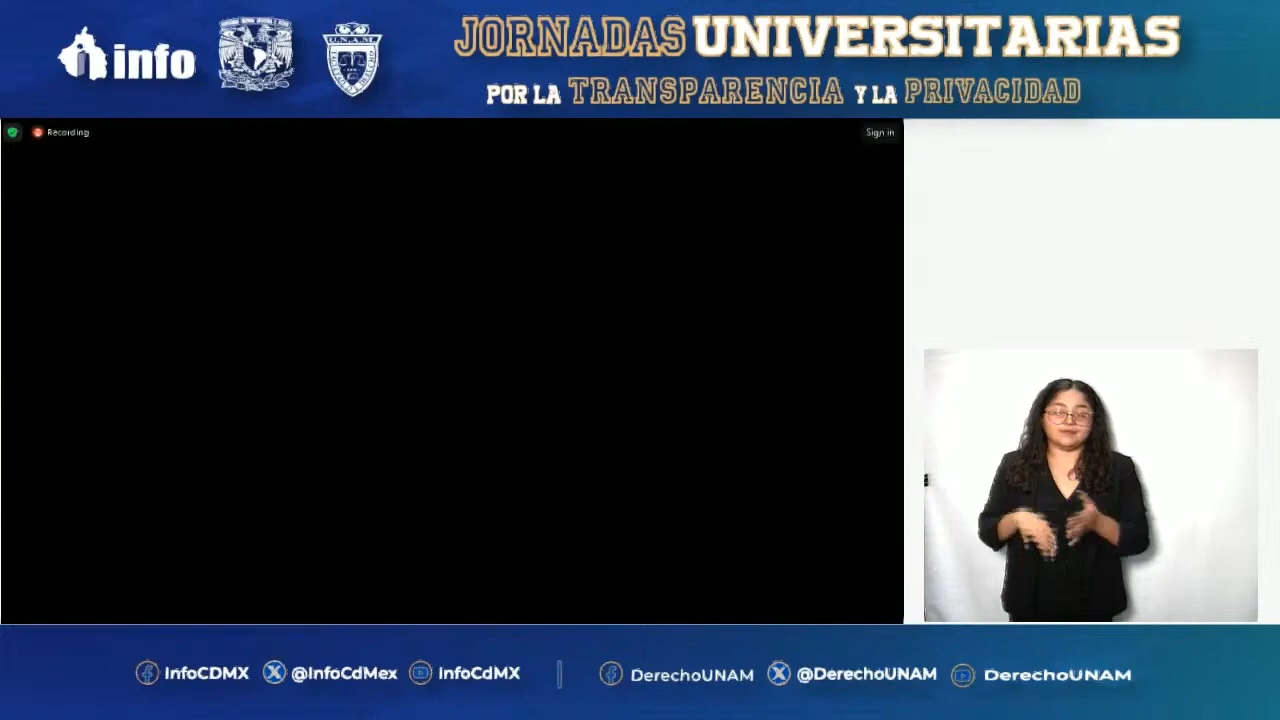 info
JORNADAS UNIVERSITARIAS
POR LA TRANSPARENCIA Y LA PRIVACIDAD
Recording
Sign in
U.N.A.M.
InfoCDMX @InfoCdMex InfoCdMX | DerechoUNAM @DerechoUNAM DerechoUNAM